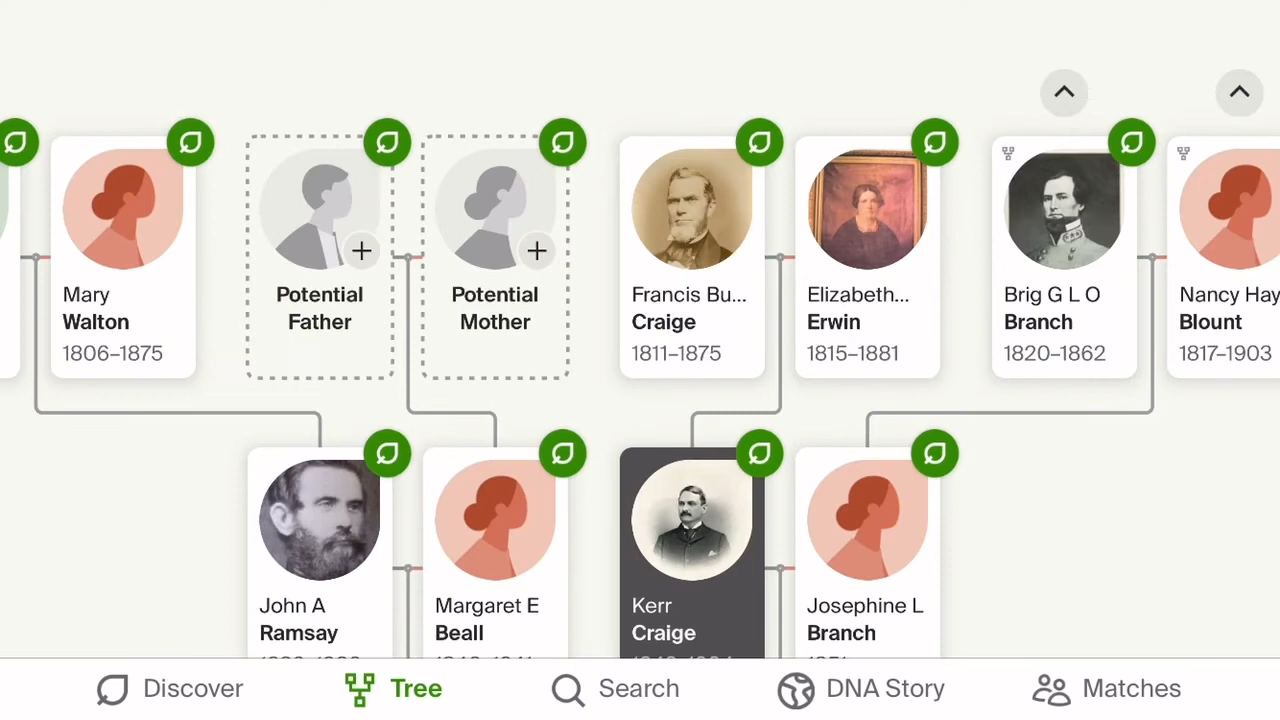 Mary
Walton
1806–1875
Potential
Father
Potential
Mother
Francis Bu...
Craige
1811–1875
Elizabeth...
Erwin
1815–1881
Brig G L O
Branch
1820–1862
Nancy Hay
Blount
1817–1903
John A
Ramsay
Margaret E
Beall
Kerr
Craige
Josephine L
Branch
Discover
Tree
Search
DNA Story
Matches